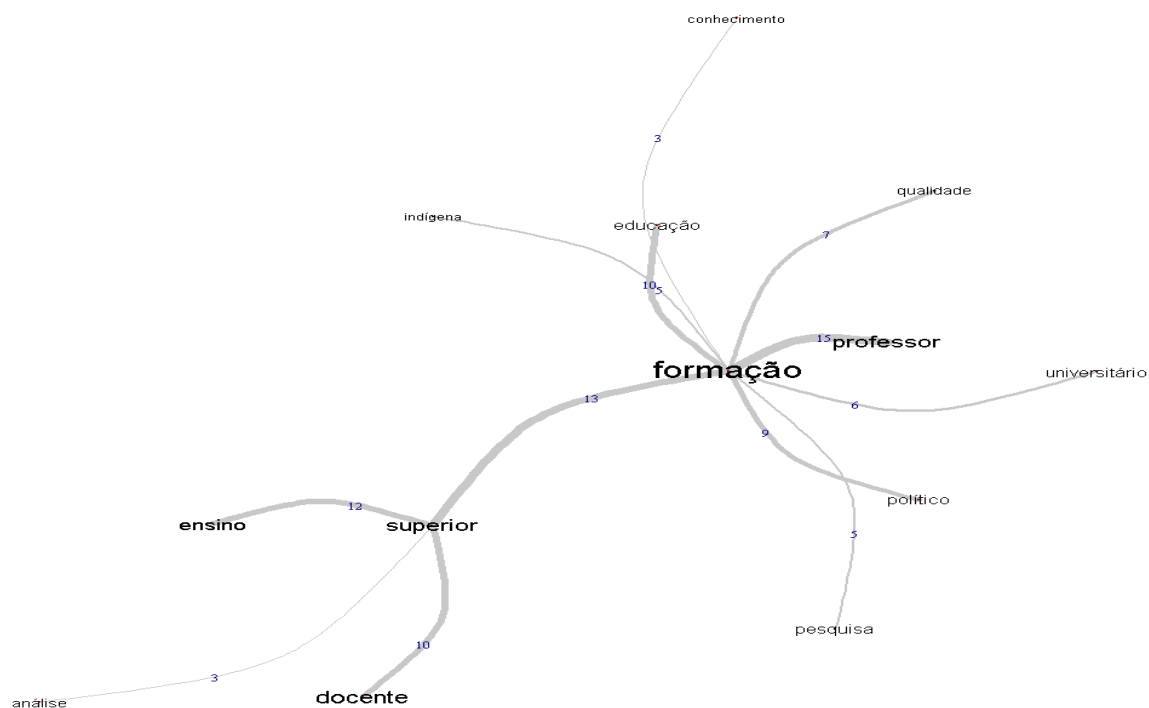 conhecimento
3
qualidade
indígena
educação
7
10
5
15
professor
formação
universitário
13
6
9
político
12
ensino
superior
5
pesquisa
10
3
docente
análise